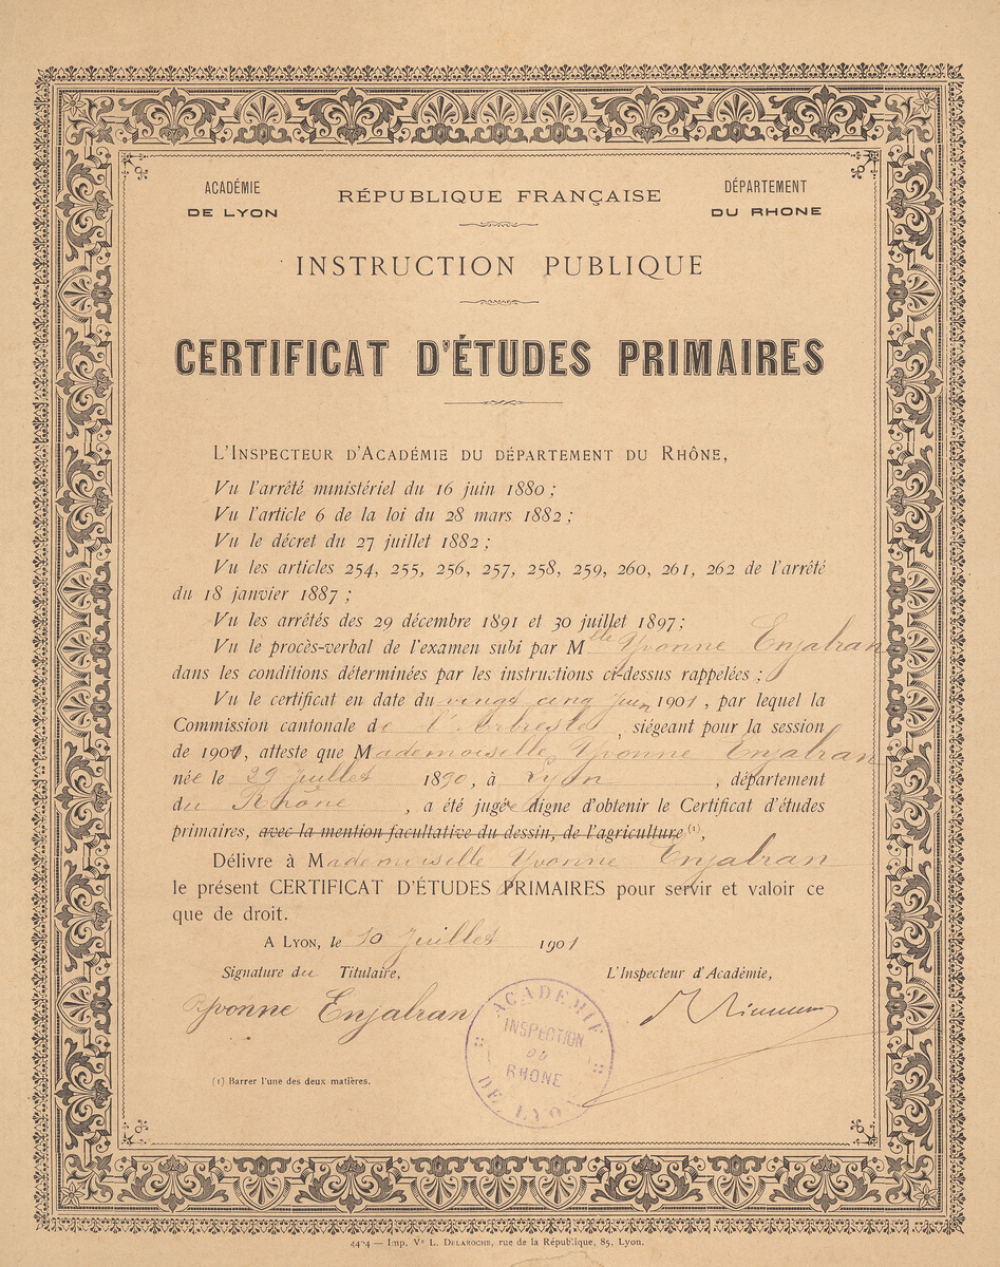 ACADÉMIE
DE LYON
RÉPUBLIQUE FRANÇAISE
DÉPARTEMENT
DU RHONE
INSTRUCTION PUBLIQUE
CERTIFICAT D'ÉTUDES PRIMAIRES
L'INSPECTEUR D'ACADÉMIE DU DÉPARTEMENT DU RHÔNE,
Vu l'arrêté ministériel du 16 juin 1880 ;
Vu l'article 6 de la loi du 28 mars 1882 ;
Vu le décret du 27 juillet 1882 ;
Vu les articles 254, 255, 256, 257, 258, 259, 260, 261, 262 de l'arrêté
du 18 janvier 1887 ;
Vu les arrêtés des 29 décembre 1891 et 30 juillet 1897 ;
Vu le procès-verbal de l'examen subi par Mlle Yvonne Enjalran
dans les conditions déterminées par les instructions ci-dessus rappelées ;
Vu le certificat en date du vingt cinq Juin 1901, par lequel la
Commission cantonale de l'Arbresle, siégeant pour la session
de 1901, atteste que Mademoiselle Yvonne Enjalran
née le 29 Juillet 1890, à Lyon, département
du Rhône, a été jugée digne d'obtenir le Certificat d'études
primaires, avec la mention facultative du dessin, de l'agriculture (1),
Délivre à Mademoiselle Yvonne Enjalran
le présent CERTIFICAT D'ÉTUDES PRIMAIRES pour servir et valoir ce
que de droit.
A LYON, le 10 Juillet 1901
Signature du Titulaire,
L'Inspecteur d'Académie,
Yvonne Enjalran
ACADÉMIE
INSPECTION
DU
RHONE
DE LYON
(1) Barrer l'une des deux matières.
Imp. Ve L. DELAROCHE, rue de la République, 85, Lyon.